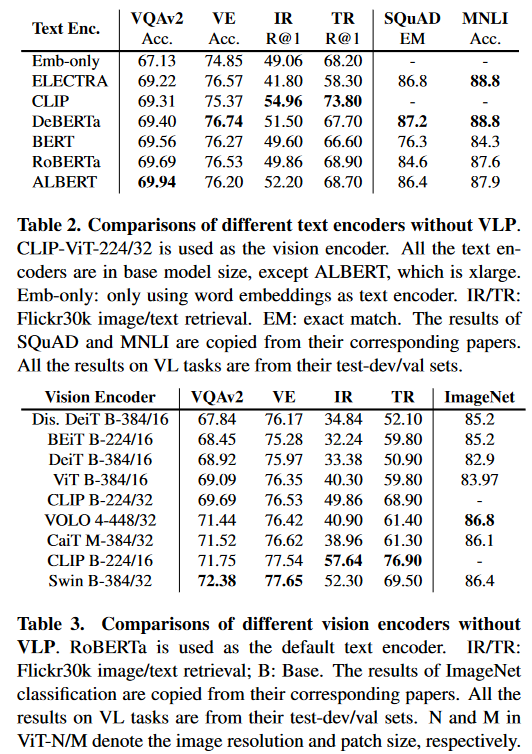 Text Enc. VQAv2 VE IR TR SQuAD MNLI
Acc. Acc. R@1 R@1 EM Acc.
Emb-only 67.13 74.85 49.06 68.20 - -
ELECTRA 69.22 76.57 41.80 58.30 86.8 88.8
CLIP 69.31 75.37 54.96 73.80 - -
DeBERTa 69.40 76.74 51.50 67.70 87.2 88.8
BERT 69.56 76.27 49.60 66.60 76.3 84.3
RoBERTa 69.69 76.53 49.86 68.90 84.6 87.6
ALBERT 69.94 76.20 52.20 68.70 86.4 87.9
Table 2. Comparisons of different text encoders without VLP.
CLIP-ViT-224/32 is used as the vision encoder. All the text en-
coders are in base model size, except ALBERT, which is xlarge.
Emb-only: only using word embeddings as text encoder. IR/TR:
Flickr30k image/text retrieval. EM: exact match. The results of
SQuAD and MNLI are copied from their corresponding papers.
All the results on VL tasks are from their test-dev/val sets.
Vision Encoder VQAv2 VE IR TR ImageNet
Dis. DeiT B-384/16 67.84 76.17 34.84 52.10 85.2
BEiT B-224/16 68.45 75.28 32.24 59.80 85.2
DeiT B-384/16 68.92 75.97 33.38 50.90 82.9
ViT B-384/16 69.09 76.35 40.30 59.80 83.97
CLIP B-224/32 69.69 76.53 49.86 68.90 -
VOLO 4-448/32 71.44 76.42 40.90 61.40 86.8
CaiT M-384/32 71.52 76.62 38.96 61.30 86.1
CLIP B-224/16 71.75 77.54 57.64 76.90 -
Swin B-384/32 72.38 77.65 52.30 69.50 86.4
Table 3. Comparisons of different vision encoders without
VLP. RoBERTa is used as the default text encoder. IR/TR:
Flickr30k image/text retrieval; B: Base. The results of ImageNet
classification are copied from their corresponding papers. All the
results on VL tasks are from their test-dev/val sets. N and M in
ViT-N/M denote the image resolution and patch size, respectively.